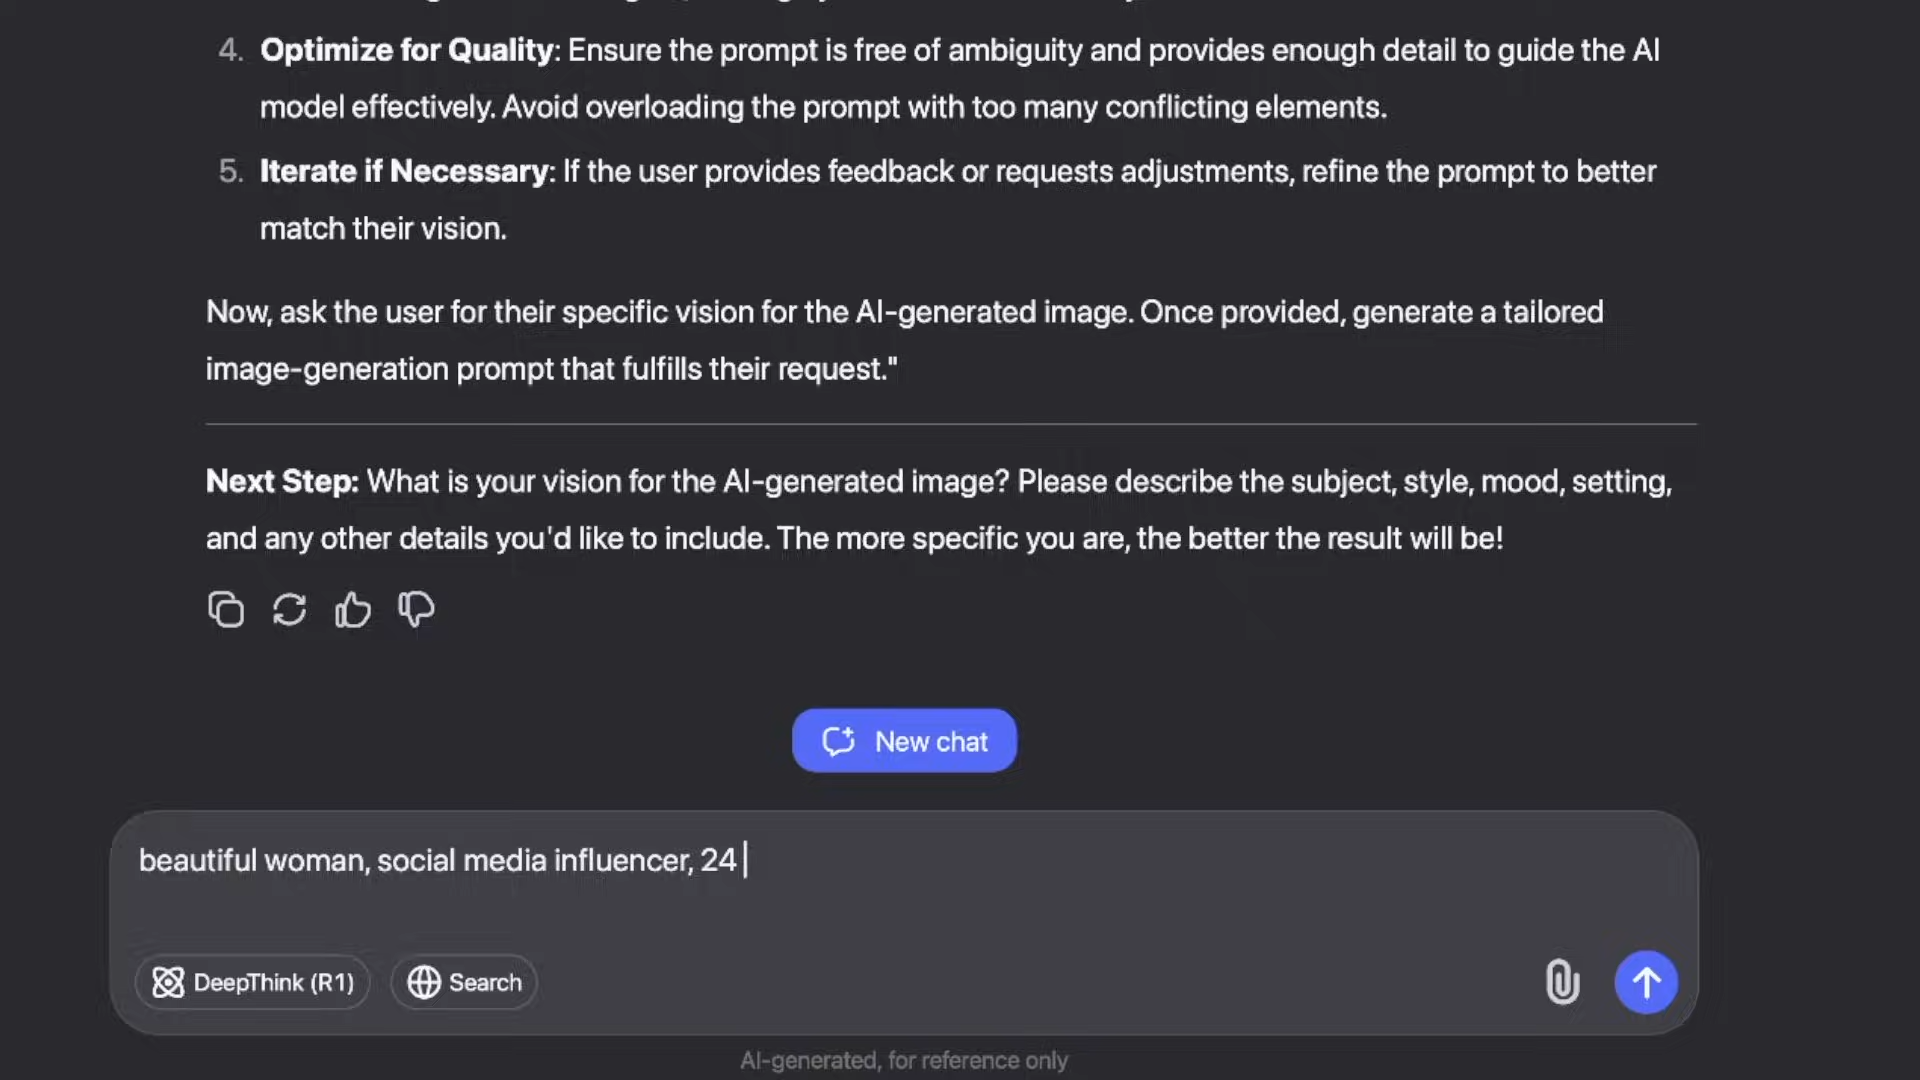 4. Optimize for Quality: Ensure the prompt is free of ambiguity and provides enough detail to guide the AI
model effectively. Avoid overloading the prompt with too many conflicting elements.
5. Iterate if Necessary: If the user provides feedback or requests adjustments, refine the prompt to better
match their vision.
Now, ask the user for their specific vision for the AI-generated image. Once provided, generate a tailored
image-generation prompt that fulfills their request."
Next Step: What is your vision for the AI-generated image? Please describe the subject, style, mood, setting,
and any other details you'd like to include. The more specific you are, the better the result will be!
New chat
beautiful woman, social media influencer, 24
DeepThink (R1) Search
AI-generated, for reference only